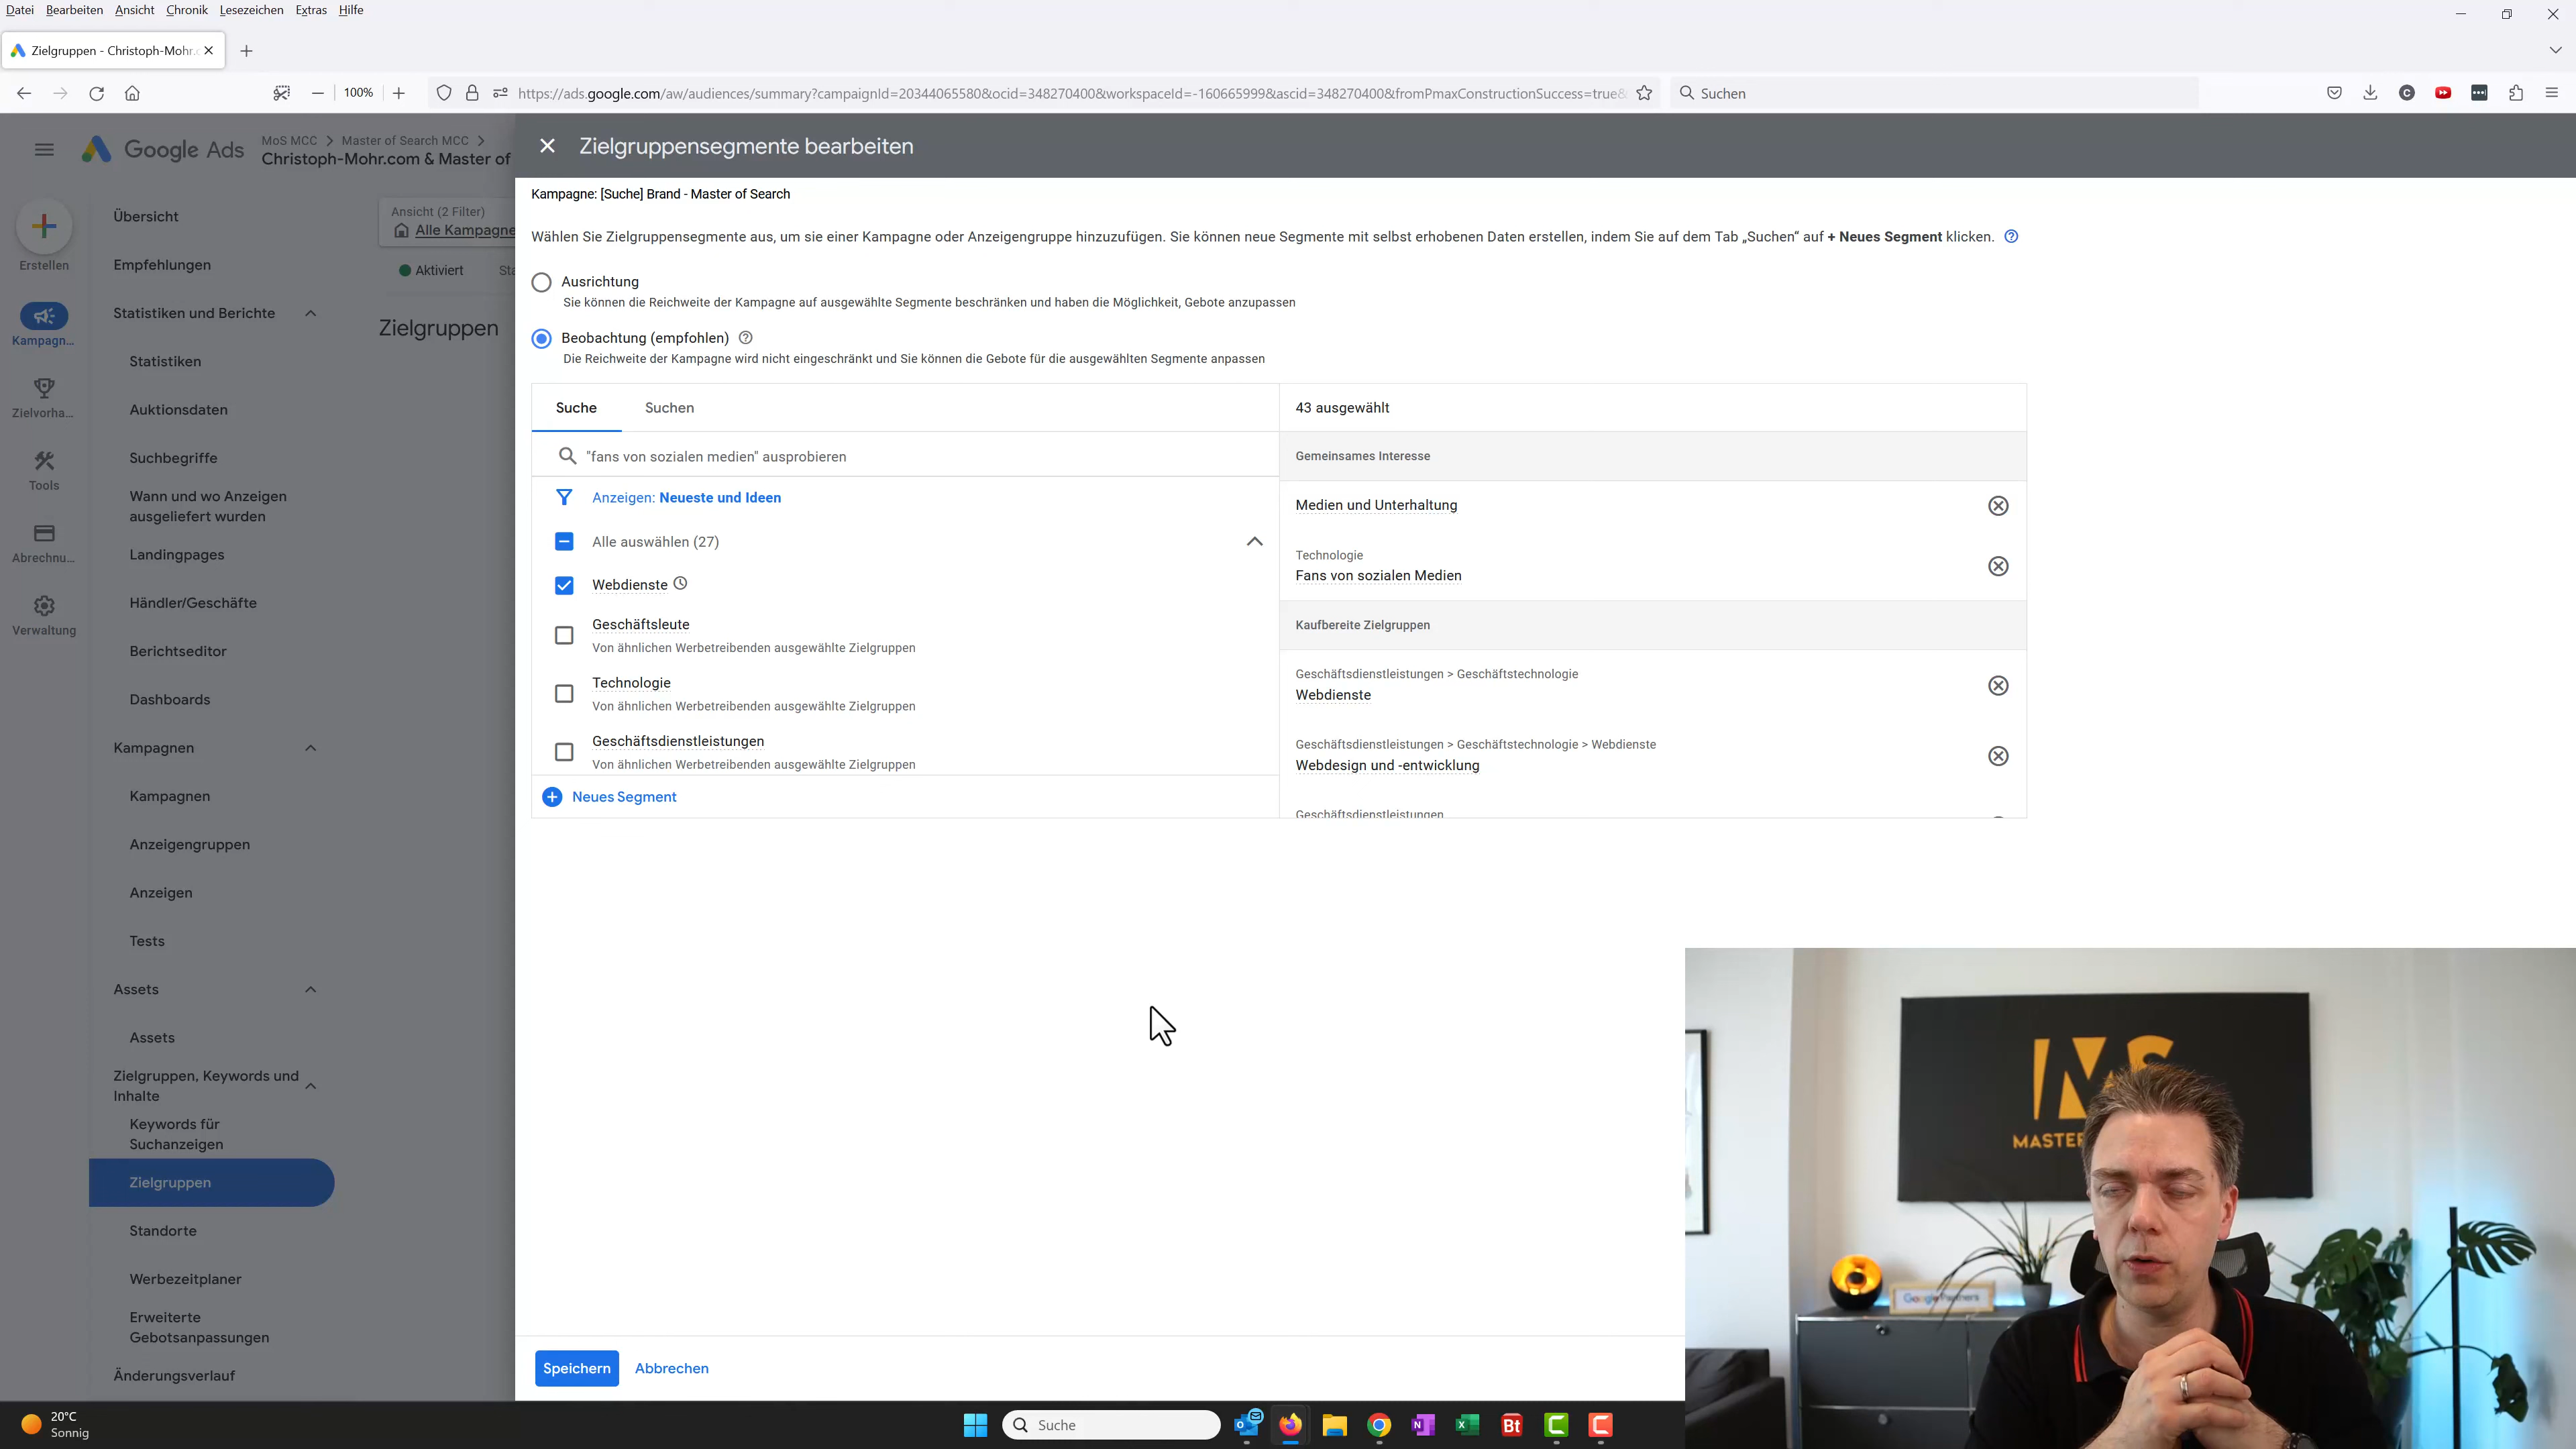 Datei Bearbeiten Ansicht Chronik Lesezeichen Extras Hilfe
Zielgruppen - Christoph-Mohr.c
100%
https://ads.google.com/aw/audiences/summary?campaignId=20344065580&ocid=348270400&workspaceId=-160665999&ascid=348270400&fromPmaxConstructionSuccess=true&
Suchen
Google Ads
MoS MCC > Master of Search MCC >
Christoph-Mohr.com & Master of
Zielgruppensegmente bearbeiten
Erstellen
Kampagn...
Zielvorha...
Tools
Abrechnu...
Verwaltung
Übersicht
Empfehlungen
Statistiken und Berichte
Statistiken
Auktionsdaten
Suchbegriffe
Wann und wo Anzeigen
ausgeliefert wurden
Landingpages
Händler/Geschäfte
Berichtseditor
Dashboards
Kampagnen
Kampagnen
Anzeigengruppen
Anzeigen
Tests
Assets
Assets
Zielgruppen, Keywords und
Inhalte
Keywords für
Suchanzeigen
Zielgruppen
Standorte
Werbezeitplaner
Erweiterte
Gebotsanpassungen
Änderungsverlauf
Ansicht (2 Filter)
Alle Kampagne
Aktiviert Sta
Zielgruppen
Kampagne: [Suche] Brand - Master of Search
Wählen Sie Zielgruppensegmente aus, um sie einer Kampagne oder Anzeigengruppe hinzuzufügen. Sie können neue Segmente mit selbst erhobenen Daten erstellen, indem Sie auf dem Tab „Suchen“ auf + Neues Segment klicken.
Ausrichtung
Sie können die Reichweite der Kampagne auf ausgewählte Segmente beschränken und haben die Möglichkeit, Gebote anzupassen
Beobachtung (empfohlen)
Die Reichweite der Kampagne wird nicht eingeschränkt und Sie können die Gebote für die ausgewählten Segmente anpassen
Suche Suchen
"fans von sozialen medien" ausprobieren
Anzeigen: Neueste und Ideen
Alle auswählen (27)
Webdienste
Geschäftsleute
Von ähnlichen Werbetreibenden ausgewählte Zielgruppen
Technologie
Von ähnlichen Werbetreibenden ausgewählte Zielgruppen
Geschäftsdienstleistungen
Von ähnlichen Werbetreibenden ausgewählte Zielgruppen
Neues Segment
43 ausgewählt
Gemeinsames Interesse
Medien und Unterhaltung
Technologie
Fans von sozialen Medien
Kaufbereite Zielgruppen
Geschäftsdienstleistungen > Geschäftstechnologie
Webdienste
Geschäftsdienstleistungen > Geschäftstechnologie > Webdienste
Webdesign und -entwicklung
Geschäftsdienstleistungen
Speichern Abbrechen
MS
MASTER
Google Partners
20°C
Sonnig
Suche
Bt